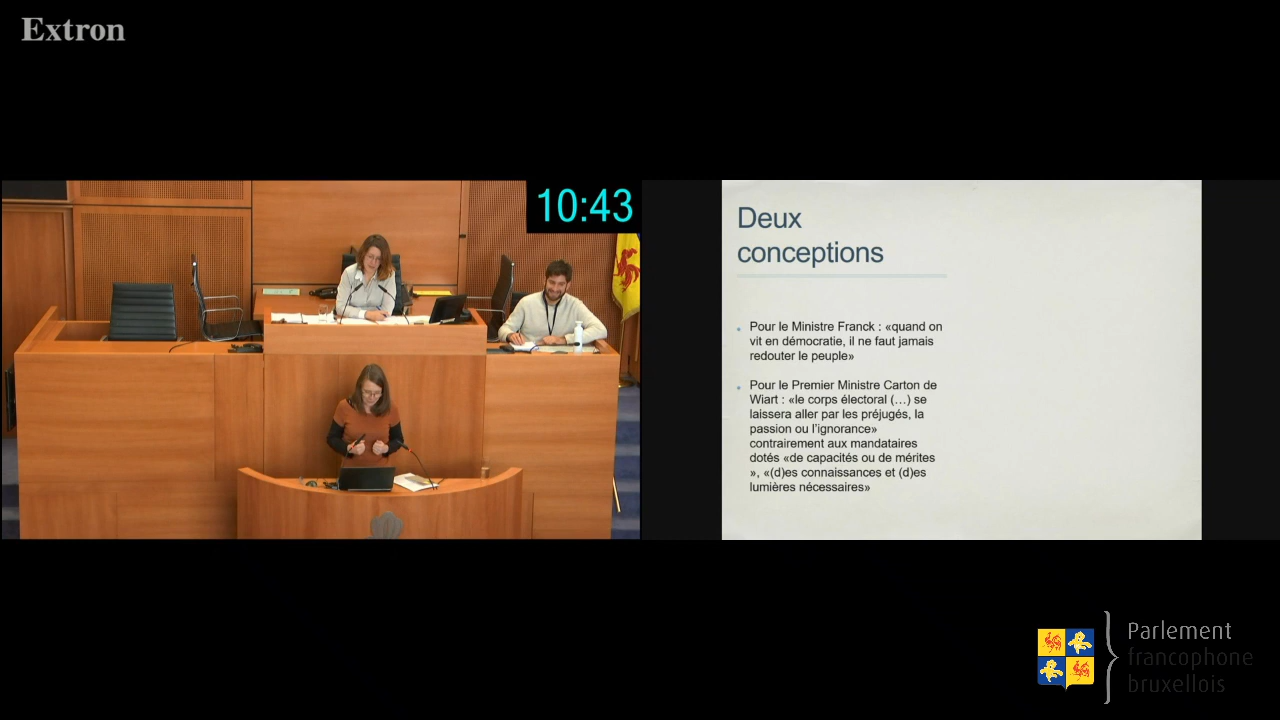 Extron
10:43
Deux
conceptions
• Pour le Ministre Franck : «quand on
vit en démocratie, il ne faut jamais
redouter le peuple»
• Pour le Premier Ministre Carton de
Wiart : «le corps électoral (…) se
laissera aller par les préjugés, la
passion ou l'ignorance»
contrairement aux mandataires
dotés «de capacités ou de mérites
», «(d)es connaissances et (d)es
lumières nécessaires»
Parlement
francophone
bruxellois